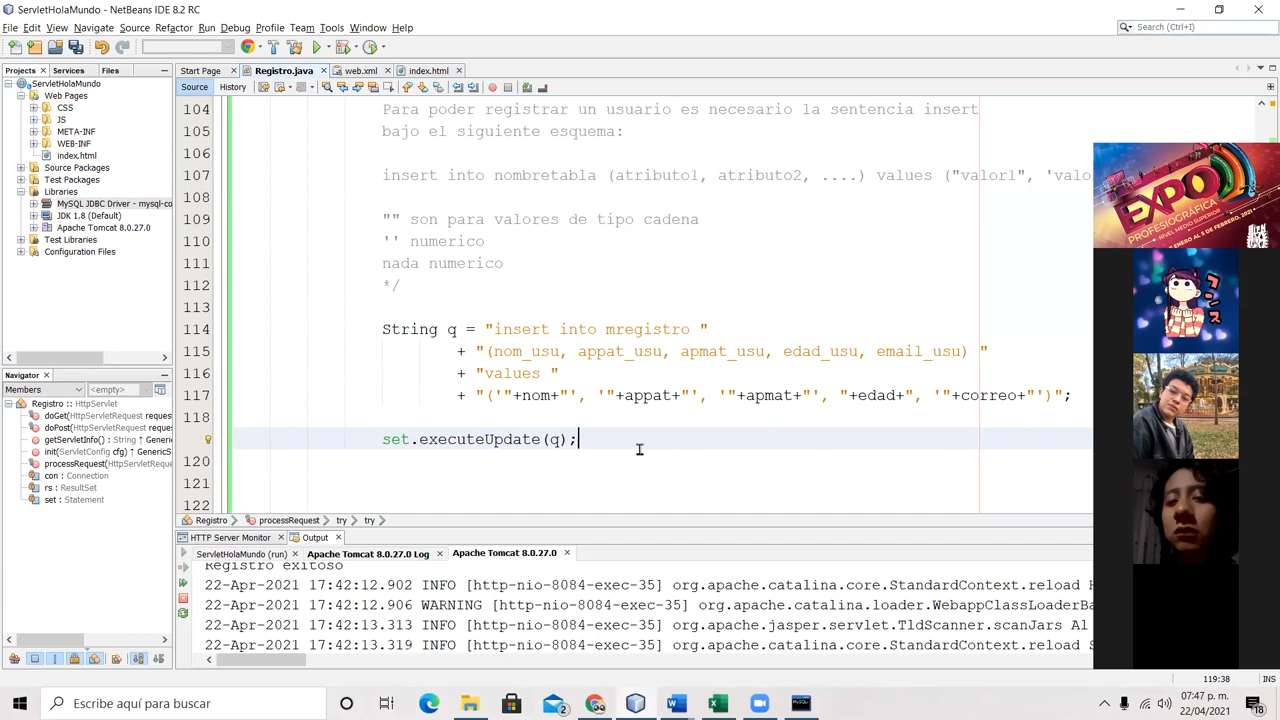 ServletHolaMundo - NetBeans IDE 8.2 RC
File Edit View Navigate Source Refactor Run Debug Profile Team Tools Window Help
Search (Ctrl+I)
Projects Services Files
Start Page Registro.java web.xml index.html
Source History
ServletHolaMundo
Web Pages
CSS
JS
META-INF
WEB-INF
index.html
Source Packages
Test Packages
Libraries
MySQL JDBC Driver - mysql-co
JDK 1.8 (Default)
Apache Tomcat 8.0.27.0
Test Libraries
Configuration Files
104 Para poder registrar un usuario es necesario la sentencia insert
105 bajo el siguiente esquema:
106
107 insert into nombretabla (atributo1, atributo2, ....) values ("valor1", 'valo
108
109 "" son para valores de tipo cadena
110 '' numerico
111 nada numerico
112 */
113
114 String q = "insert into mregistro "
115 + "(nom_usu, appat_usu, apmat_usu, edad_usu, email_usu) "
116 + "values "
117 + "('"+nom+"', '"+appat+"', '"+apmat+"', "+edad+", '"+correo+"')";
118
set.executeUpdate(q);
120
121
122
EXPO
PROFESIOGRÁFICA
NIVEL MEDIO SUPERIOR
Navigator
Members <empty>
Registro :: HttpServlet
doGet(HttpServletRequest reques
doPost(HttpServletRequest reque
getServletInfo() : String ↑ Generic
init(ServletConfig cfg) ↑ GenericS
processRequest(HttpServletReque
con : Connection
rs : ResultSet
set : Statement
Registro processRequest try try
HTTP Server Monitor Output
ServletHolaMundo (run) Apache Tomcat 8.0.27.0 Log Apache Tomcat 8.0.27.0
Registro exitoso
22-Apr-2021 17:42:12.902 INFO [http-nio-8084-exec-35] org.apache.catalina.core.StandardContext.reload
22-Apr-2021 17:42:12.906 WARNING [http-nio-8084-exec-35] org.apache.catalina.loader.WebappClassLoaderBa
22-Apr-2021 17:42:13.313 INFO [http-nio-8084-exec-35] org.apache.jasper.servlet.TldScanner.scanJars Al
22-Apr-2021 17:42:13.319 INFO [http-nio-8084-exec-35] org.apache.catalina.core.StandardContext.reload S
119:38 INS
Escribe aquí para buscar
07:47 p. m.
22/04/2021
18